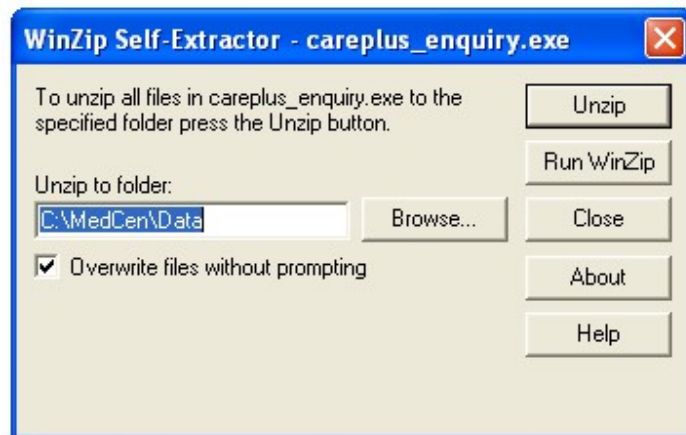 WinZip Self-Extractor - careplus_enquiry.exe
To unzip all files in careplus_enquiry.exe to the
specified folder press the Unzip button.
Unzip to folder:
C:\MedCen\Data
Browse...
Overwrite files without prompting
Unzip
Run WinZip
Close
About
Help